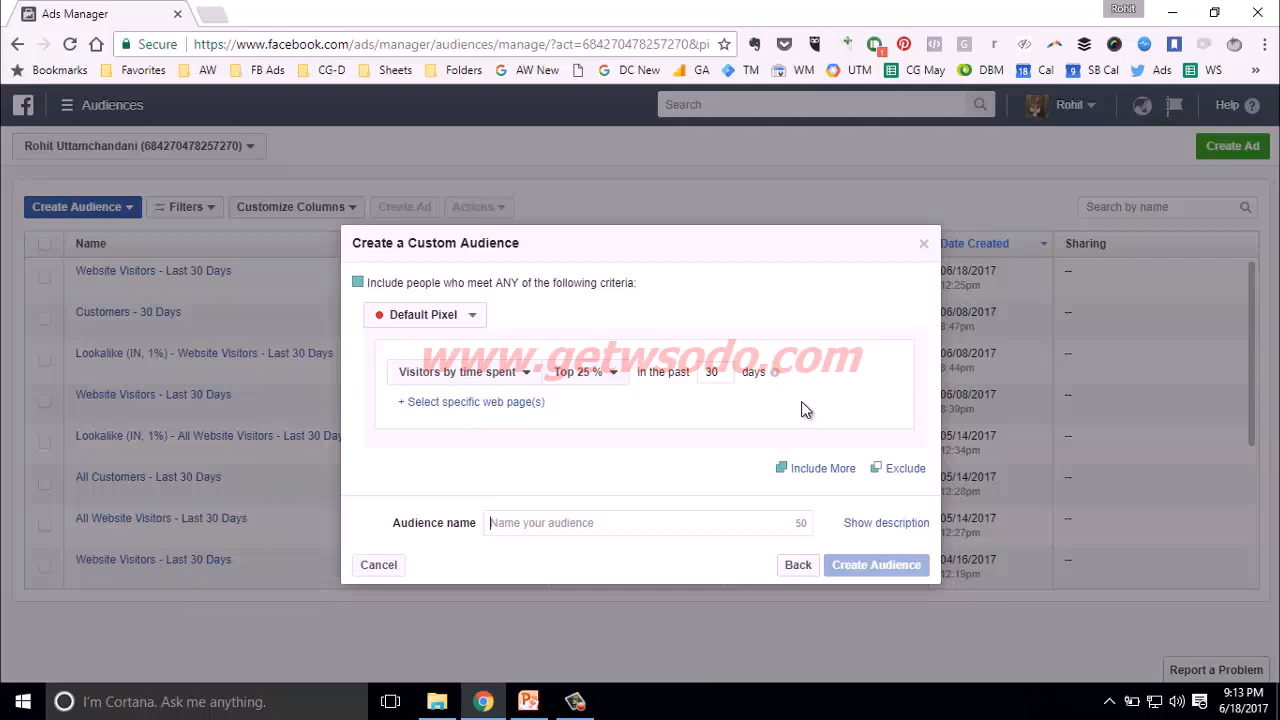 Ads Manager
Rohit
Secure
https://www.facebook.com/ads/manager/audiences/manage/?act=684270478257270&pi
Bookmarks Favorites AW FB Ads CG-D Sheets Folders AW New DC New GA TM WM UTM CG May DBM Cal SB Cal Ads WS »
Audiences Search Rohit Help
Rohit Uttamchandani (684270478257270) Create Ad
Create Audience Filters Customize Columns Create Ad Actions Search by name
Name Date Created Sharing
Website Visitors - Last 30 Days 06/18/2017 --
12:25pm
Customers - 30 Days 06/08/2017 --
8:47pm
Lookalike (IN, 1%) - Website Visitors - Last 30 Days 06/08/2017 --
8:44pm
Website Visitors - Last 30 Days 06/08/2017 --
8:39pm
Lookalike (IN, 1%) - All Website Visitors - Last 30 Day 05/14/2017 --
12:34pm
All Customers - Last 30 Days 05/14/2017 --
12:28pm
All Website Visitors - Last 30 Days 05/14/2017 --
12:27pm
Website Visitors - Last 30 Days 04/16/2017 --
12:19pm
Create a Custom Audience
Include people who meet ANY of the following criteria:
Default Pixel
www.getwsodo.com
Visitors by time spent Top 25 % in the past 30 days
+ Select specific web page(s)
Include More Exclude
Audience name Name your audience 50 Show description
Cancel Back Create Audience
Report a Problem
I'm Cortana. Ask me anything.
9:13 PM
6/18/2017